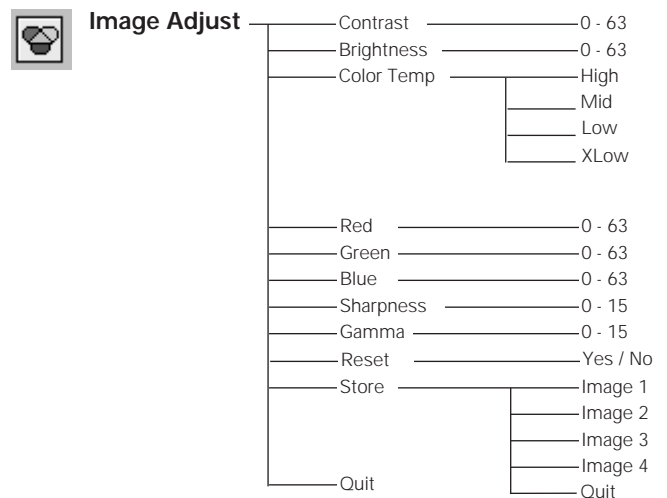 Image Adjust Contrast 0 - 63
Brightness 0 - 63
Color Temp High
Mid
Low
XLow
Red 0 - 63
Green 0 - 63
Blue 0 - 63
Sharpness 0 - 15
Gamma 0 - 15
Reset Yes / No
Store Image 1
Image 2
Image 3
Image 4
Quit Quit